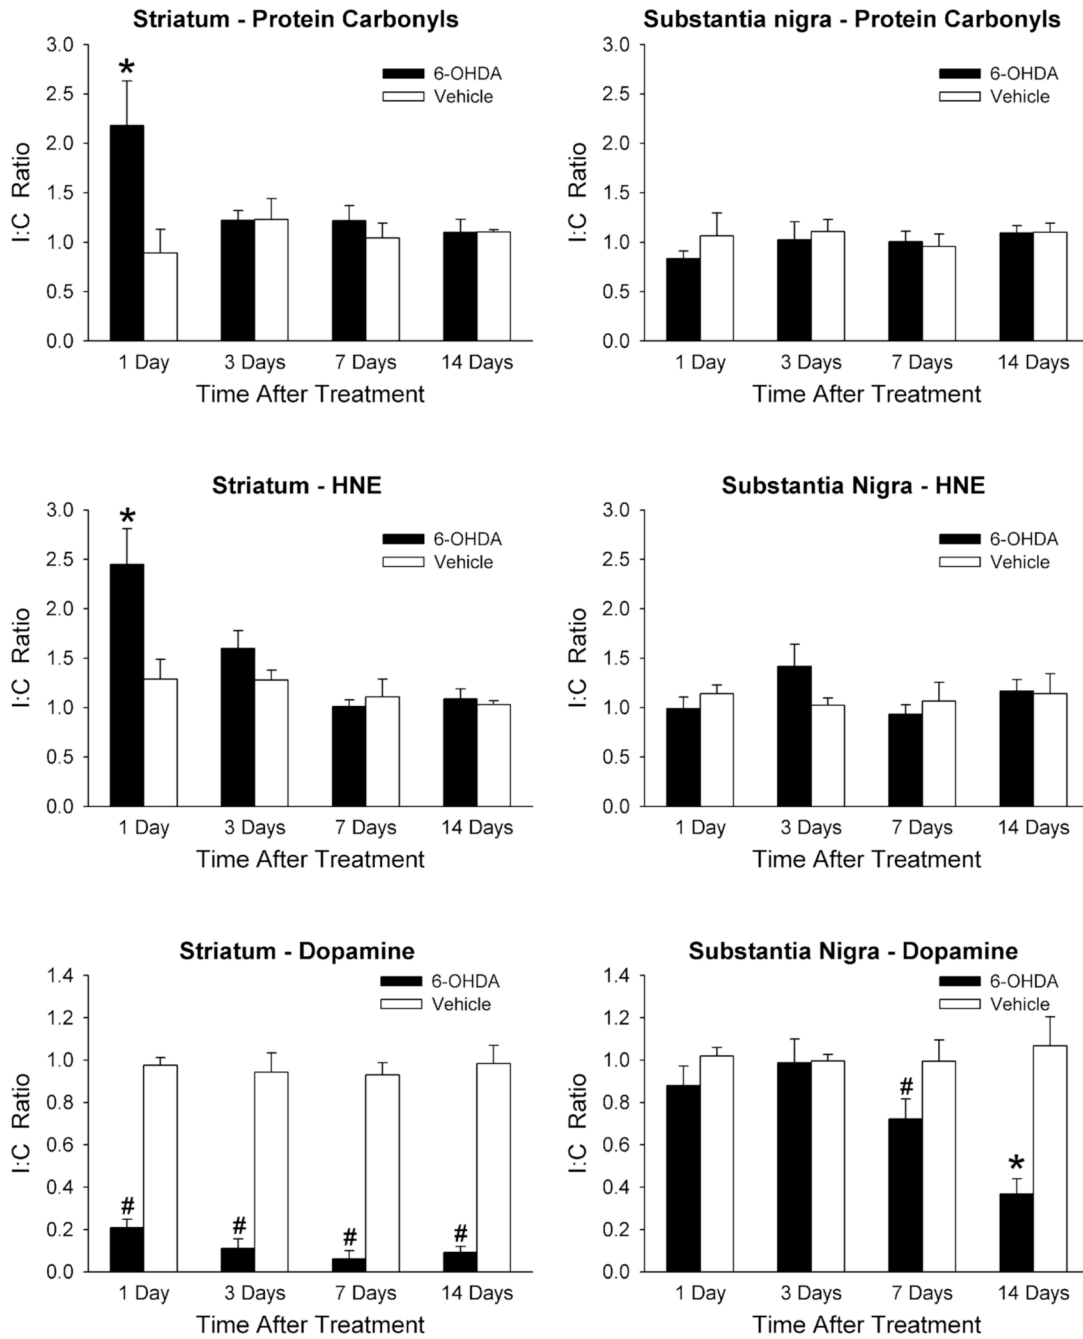 Striatum - Protein Carbonyls
3.0
2.5
2.0
1.5
1.0
0.5
0.0
I:C Ratio
*
6-OHDA
Vehicle
1 Day 3 Days 7 Days 14 Days
Time After Treatment
Substantia nigra - Protein Carbonyls
3.0
2.5
2.0
1.5
1.0
0.5
0.0
I:C Ratio
6-OHDA
Vehicle
1 Day 3 Days 7 Days 14 Days
Time After Treatment
Striatum - HNE
3.0
2.5
2.0
1.5
1.0
0.5
0.0
I:C Ratio
*
6-OHDA
Vehicle
1 Day 3 Days 7 Days 14 Days
Time After Treatment
Substantia Nigra - HNE
3.0
2.5
2.0
1.5
1.0
0.5
0.0
I:C Ratio
6-OHDA
Vehicle
1 Day 3 Days 7 Days 14 Days
Time After Treatment
Striatum - Dopamine
1.4
1.2
1.0
0.8
0.6
0.4
0.2
0.0
I:C Ratio
6-OHDA
Vehicle
# # # #
1 Day 3 Days 7 Days 14 Days
Time After Treatment
Substantia Nigra - Dopamine
1.4
1.2
1.0
0.8
0.6
0.4
0.2
0.0
I:C Ratio
6-OHDA
Vehicle
#
*
1 Day 3 Days 7 Days 14 Days
Time After Treatment